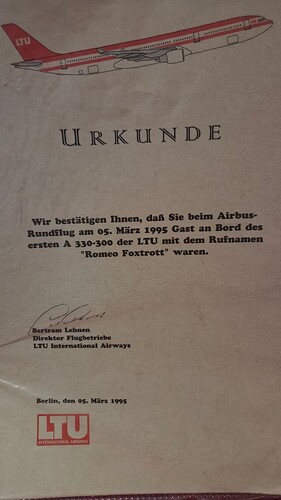 LTU
URKUNDE
Wir bestätigen Ihnen, daß Sie beim Airbus-
Rundflug am 05. März 1995 Gast an Bord des
ersten A 330-300 der LTU mit dem Rufnamen
"Romeo Foxtrott" waren.
Bertram Lehnen
Direktor Flugbetriebe
LTU International Airways
Berlin, den 05. März 1995
LTU
INTERNATIONAL AIRWAYS